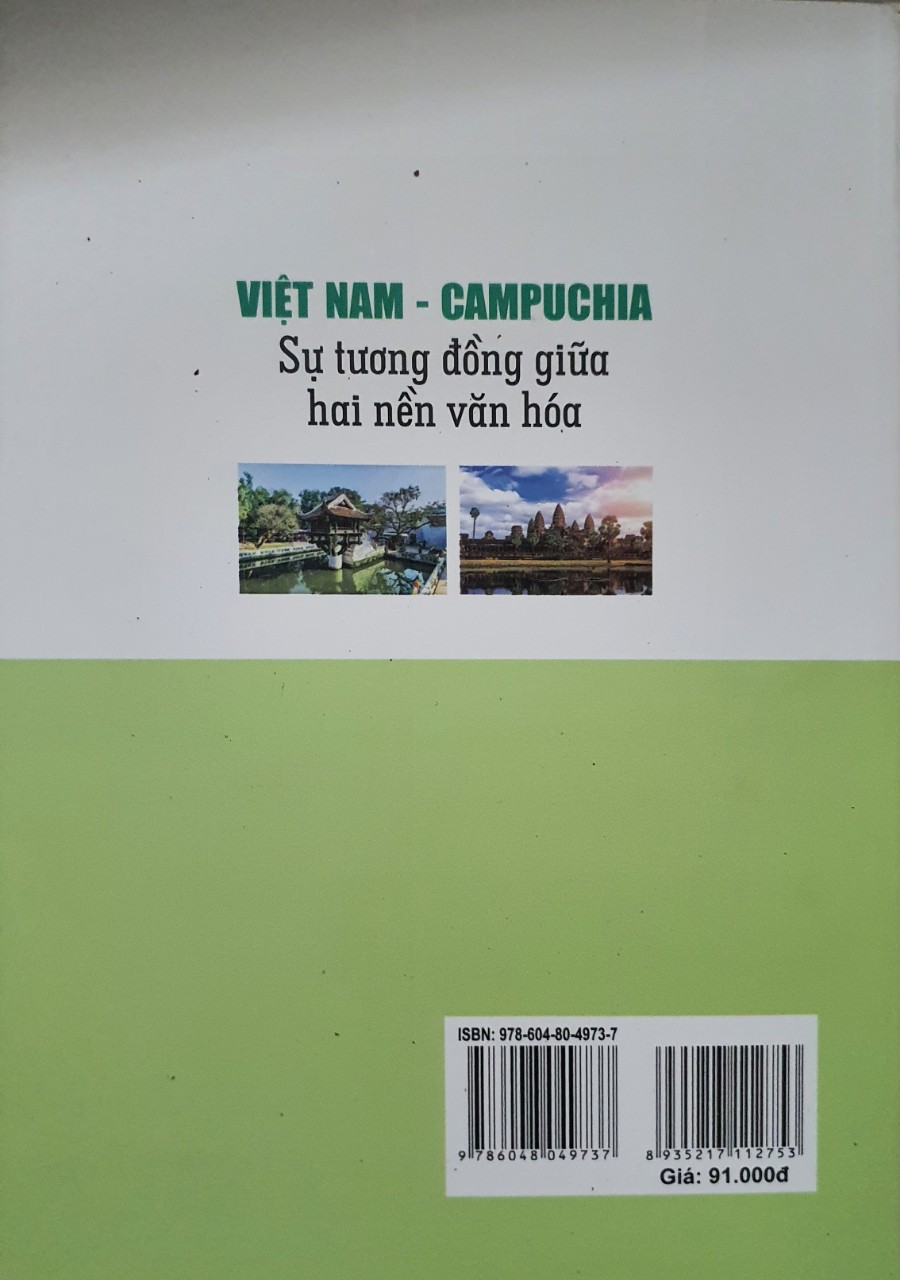 VIỆT NAM - CAMPUCHIA
Sự tương đồng giữa
hai nền văn hóa
ISBN: 978-604-80-4973-7
9 786048 049737
8 935217 112753
Giá: 91.000đ